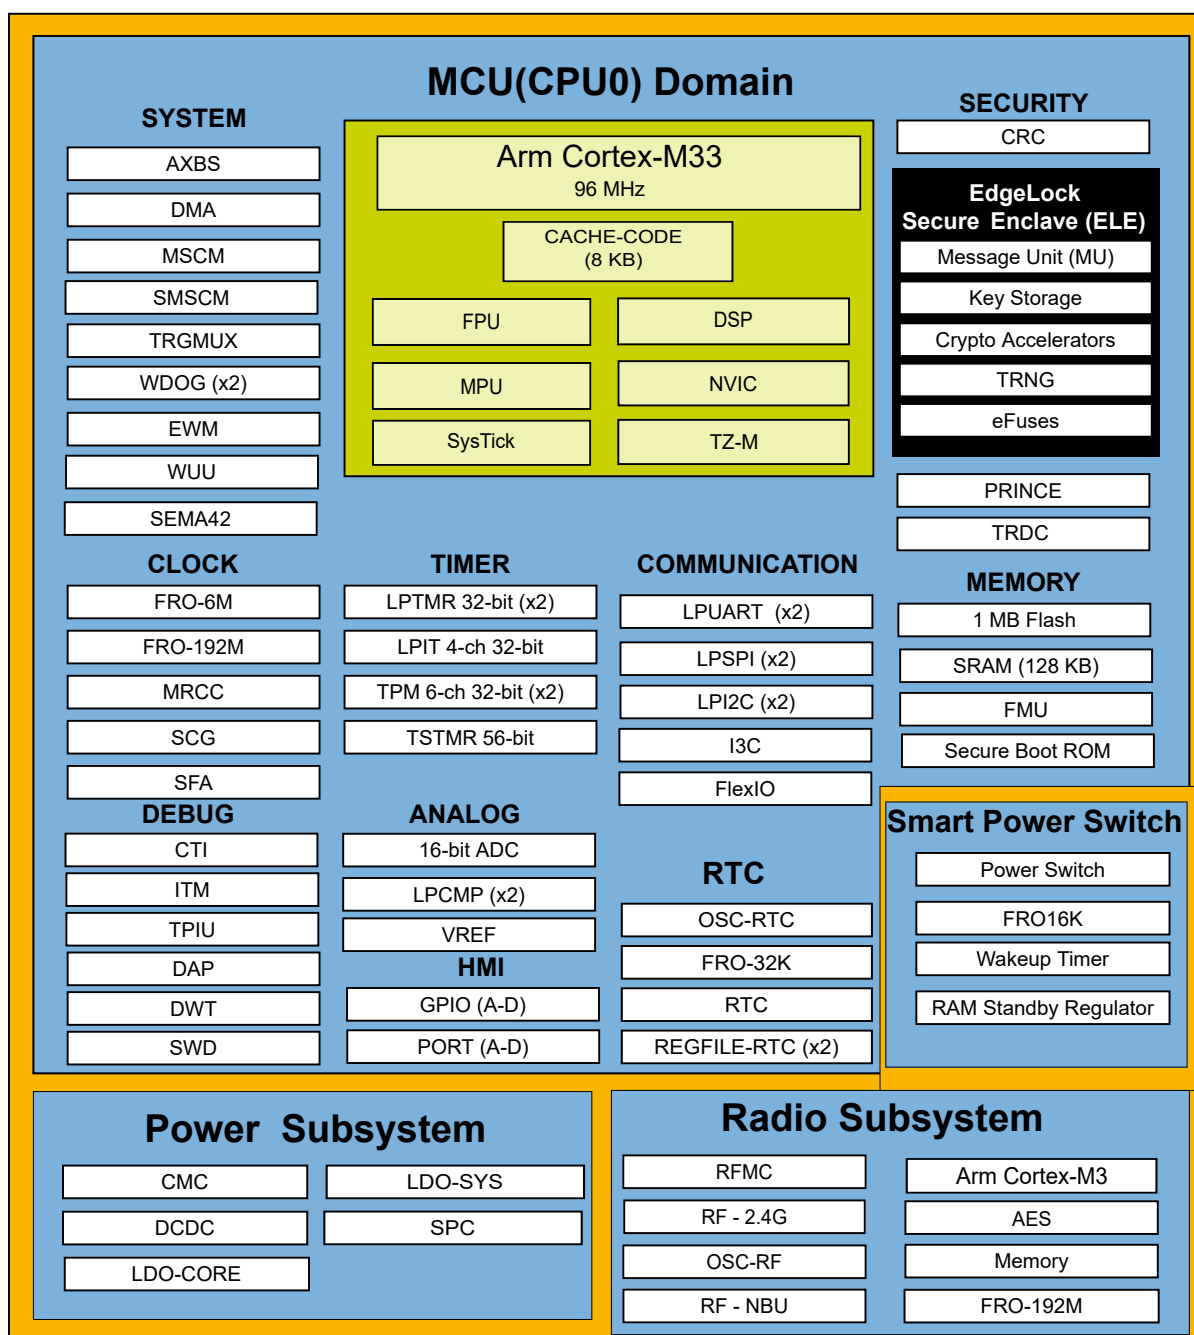 MCU(CPU0) Domain
SYSTEM
AXBS
DMA
MSCM
SMSCM
TRGMUX
WDOG (x2)
EWM
WUU
SEMA42
Arm Cortex-M33
96 MHz
CACHE-CODE
(8 KB)
FPU
DSP
MPU
NVIC
SysTick
TZ-M
SECURITY
CRC
EdgeLock
Secure Enclave (ELE)
Message Unit (MU)
Key Storage
Crypto Accelerators
TRNG
eFuses
PRINCE
TRDC
CLOCK
FRO-6M
FRO-192M
MRCC
SCG
SFA
TIMER
LPTMR 32-bit (x2)
LPIT 4-ch 32-bit
TPM 6-ch 32-bit (x2)
TSTMR 56-bit
COMMUNICATION
LPUART (x2)
LPSPI (x2)
LPI2C (x2)
I3C
FlexIO
MEMORY
1 MB Flash
SRAM (128 KB)
FMU
Secure Boot ROM
DEBUG
CTI
ITM
TPIU
DAP
DWT
SWD
ANALOG
16-bit ADC
LPCMP (x2)
VREF
HMI
GPIO (A-D)
PORT (A-D)
RTC
OSC-RTC
FRO-32K
RTC
REGFILE-RTC (x2)
Smart Power Switch
Power Switch
FRO16K
Wakeup Timer
RAM Standby Regulator
Power Subsystem
CMC
LDO-SYS
DCDC
SPC
LDO-CORE
Radio Subsystem
RFMC
Arm Cortex-M3
RF - 2.4G
AES
OSC-RF
Memory
RF - NBU
FRO-192M